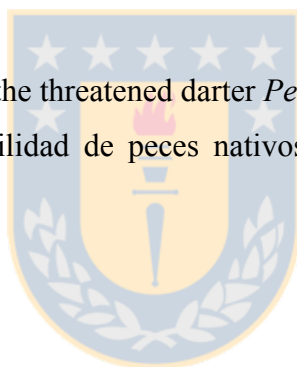 the threatened darter Pe
ilidad de peces nativos